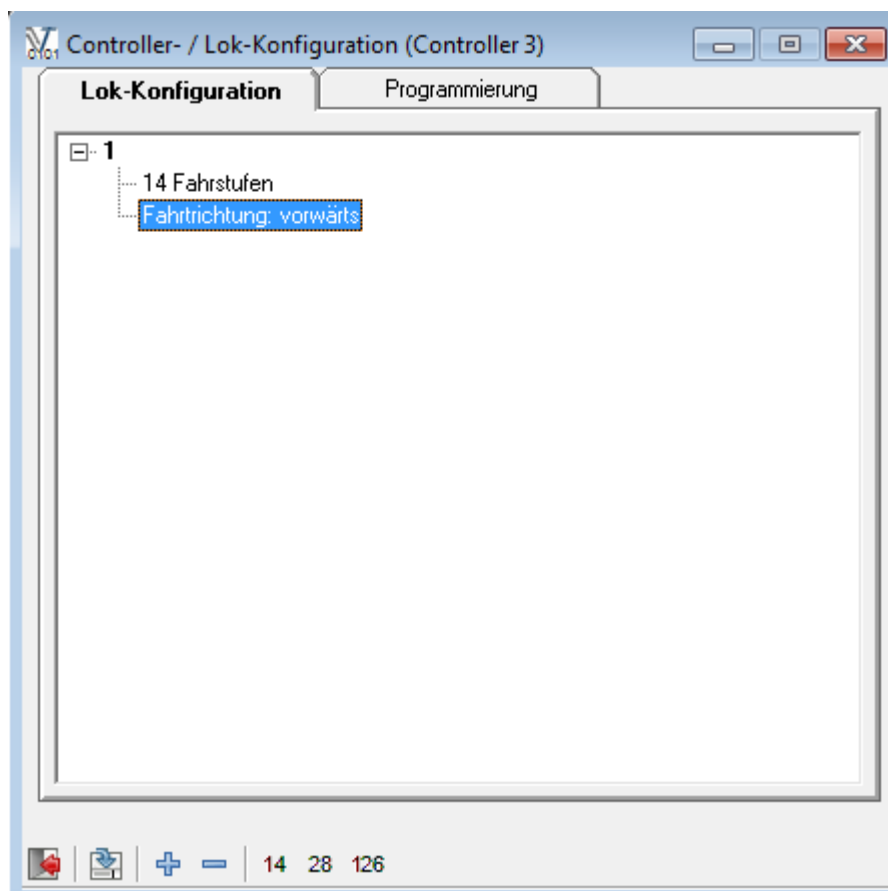 Controller- / Lok-Konfiguration (Controller 3)
Lok-Konfiguration Programmierung
1
14 Fahrstufen
Fahrtrichtung: vorwärts
14 28 126